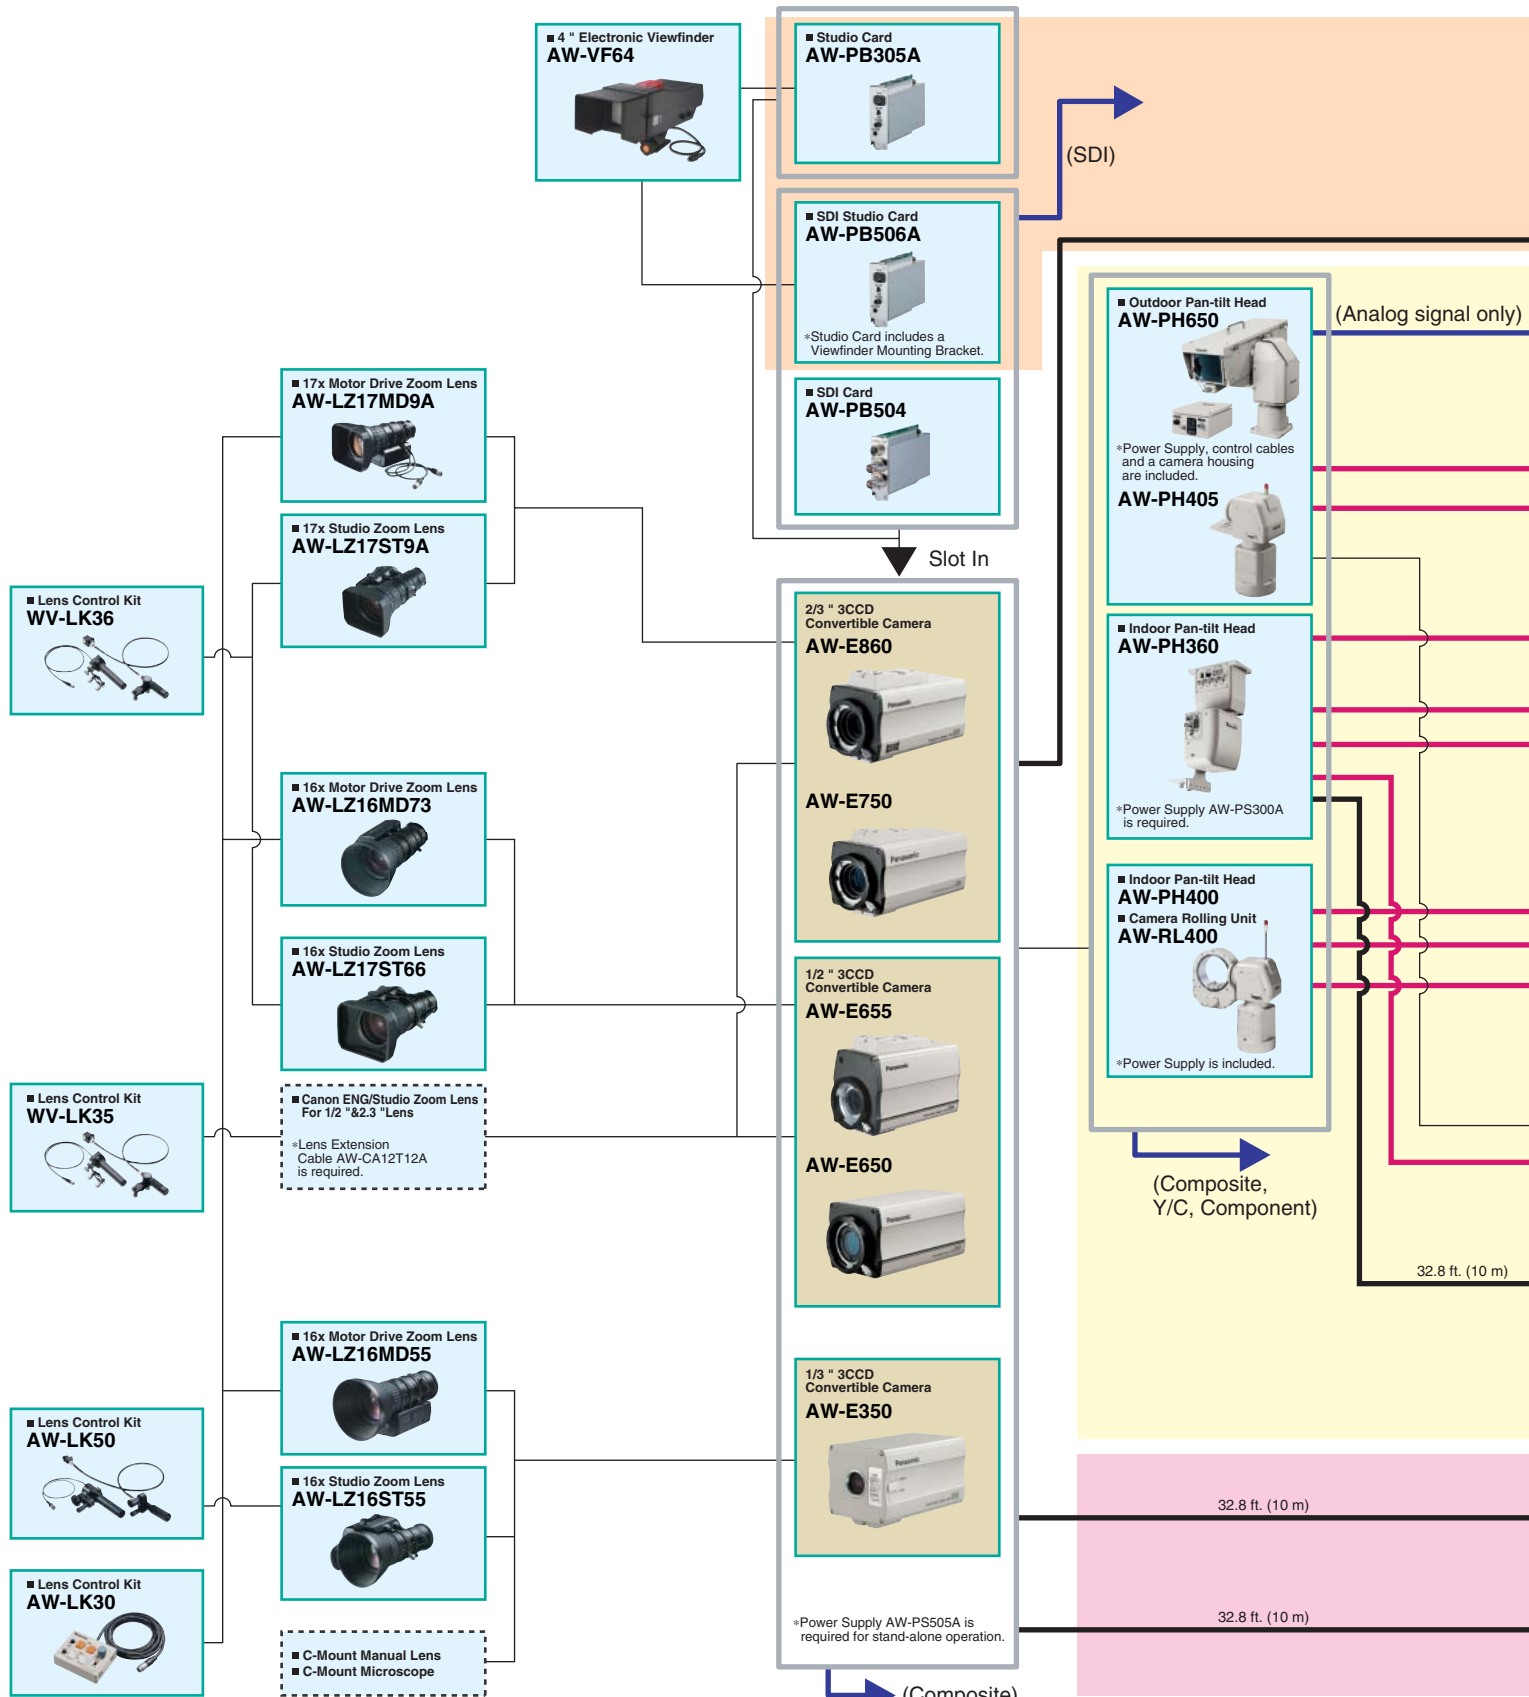 ■ 4 " Electronic Viewfinder
AW-VF64
■ Studio Card
AW-PB305A
(SDI)
■ SDI Studio Card
AW-PB506A
*Studio Card includes a
Viewfinder Mounting Bracket.
■ SDI Card
AW-PB504
Slot In
■ Outdoor Pan-tilt Head
AW-PH650
(Analog signal only)
*Power Supply, control cables
and a camera housing
are included.
AW-PH405
■ Indoor Pan-tilt Head
AW-PH360
*Power Supply AW-PS300A
is required.
■ Indoor Pan-tilt Head
AW-PH400
■ Camera Rolling Unit
AW-RL400
*Power Supply is included.
(Composite,
Y/C, Component)
32.8 ft. (10 m)
■ 17x Motor Drive Zoom Lens
AW-LZ17MD9A
■ 17x Studio Zoom Lens
AW-LZ17ST9A
■ Lens Control Kit
WV-LK36
■ 16x Motor Drive Zoom Lens
AW-LZ16MD73
■ 16x Studio Zoom Lens
AW-LZ17ST66
■ Lens Control Kit
WV-LK35
■ Canon ENG/Studio Zoom Lens
For 1/2 "&2.3 "Lens
*Lens Extension
Cable AW-CA12T12A
is required.
2/3 " 3CCD
Convertible Camera
AW-E860
Panasonic
AW-E750
Panasonic
1/2 " 3CCD
Convertible Camera
AW-E655
Panasonic
AW-E650
Panasonic
■ 16x Motor Drive Zoom Lens
AW-LZ16MD55
■ Lens Control Kit
AW-LK50
■ 16x Studio Zoom Lens
AW-LZ16ST55
■ Lens Control Kit
AW-LK30
■ C-Mount Manual Lens
■ C-Mount Microscope
1/3 " 3CCD
Convertible Camera
AW-E350
Panasonic
*Power Supply AW-PS505A is
required for stand-alone operation.
32.8 ft. (10 m)
32.8 ft. (10 m)
(Composite)